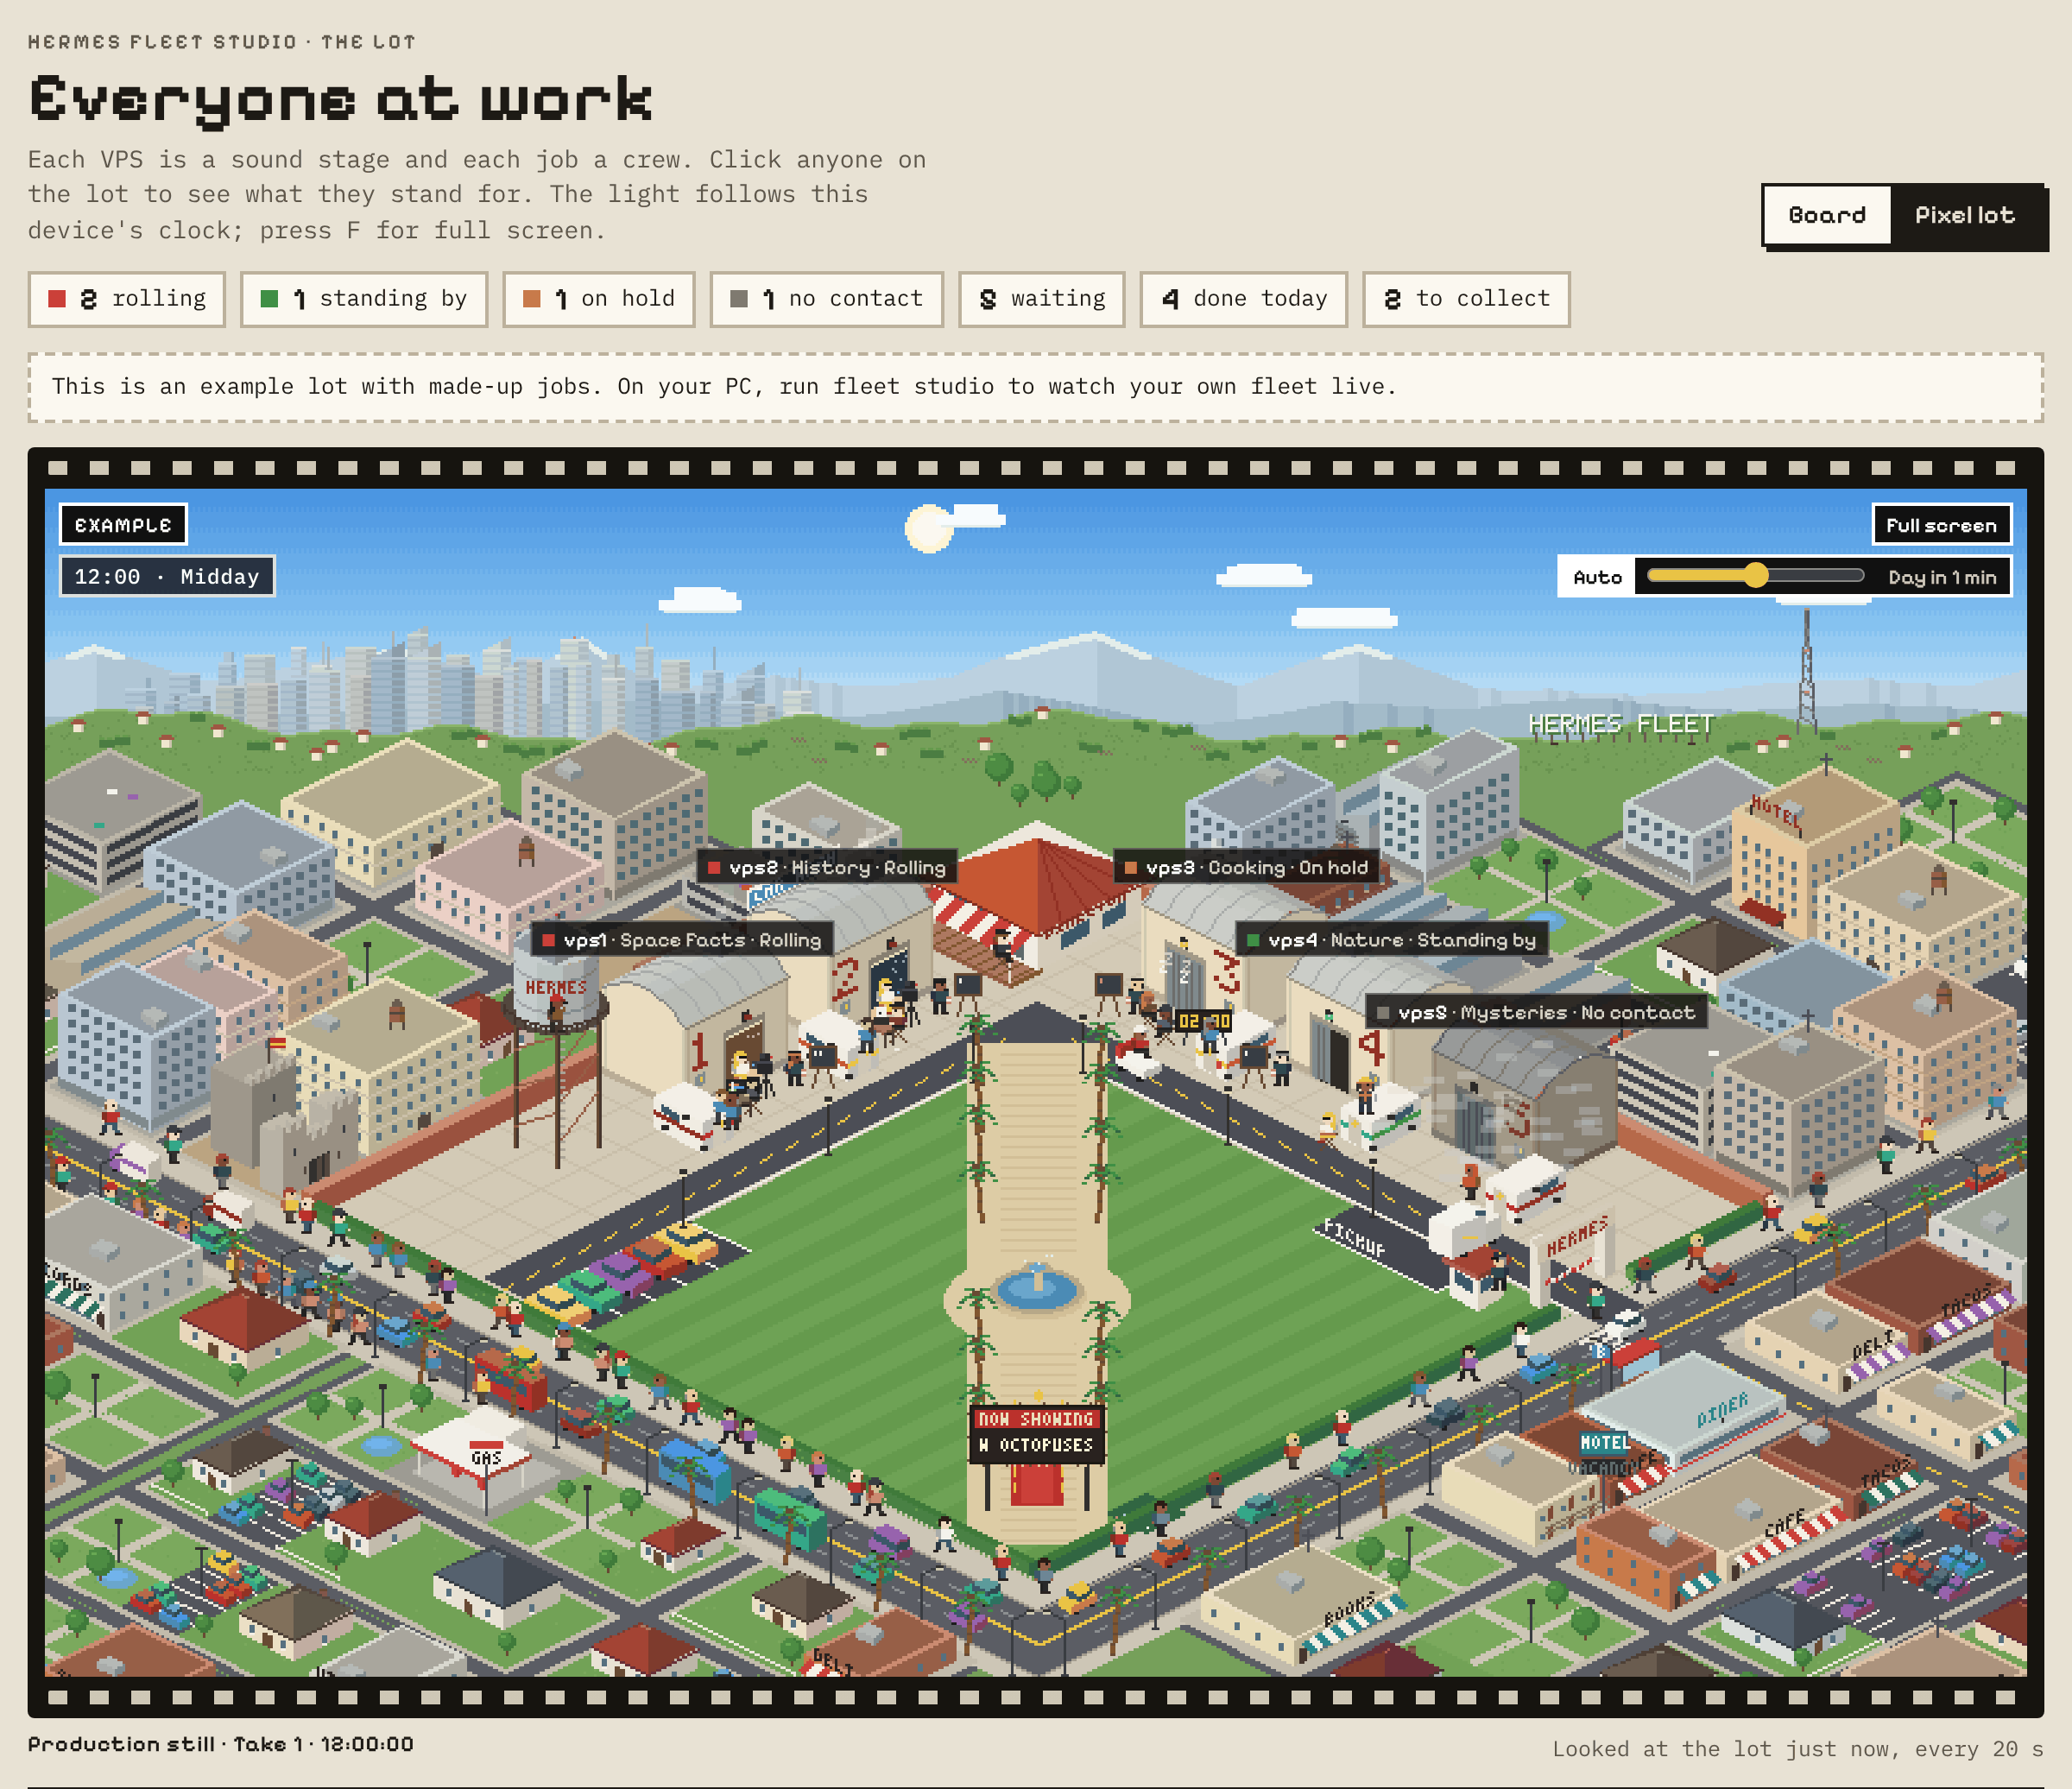 HERMES FLEET STUDIO · THE LOT
Everyone at work
Each VPS is a sound stage and each job a crew. Click anyone on
the lot to see what they stand for. The light follows this
device's clock; press F for full screen.
Board
Pixel lot
2 rolling
1 standing by
1 on hold
1 no contact
5 waiting
4 done today
2 to collect
This is an example lot with made-up jobs. On your PC, run fleet studio to watch your own fleet live.
EXAMPLE
Full screen
12:00 · Midday
Auto
Day in 1 min
HERMES FLEET
HOTEL
vps2 · History · Rolling
vps3 · Cooking · On hold
vps1 · Space Facts · Rolling
vps4 · Nature · Standing by
HERMES
2
3
vps5 · Mysteries · No contact
1
4
5
PICKUP
HERMES
TACOS
DELI
DINER
NOW SHOWING
W OCTOPUSES
MOTEL
GAS
TACOS
CAFE
BOOKS
DELI
Production still · Take 1 · 12:00:00
Looked at the lot just now, every 20 s